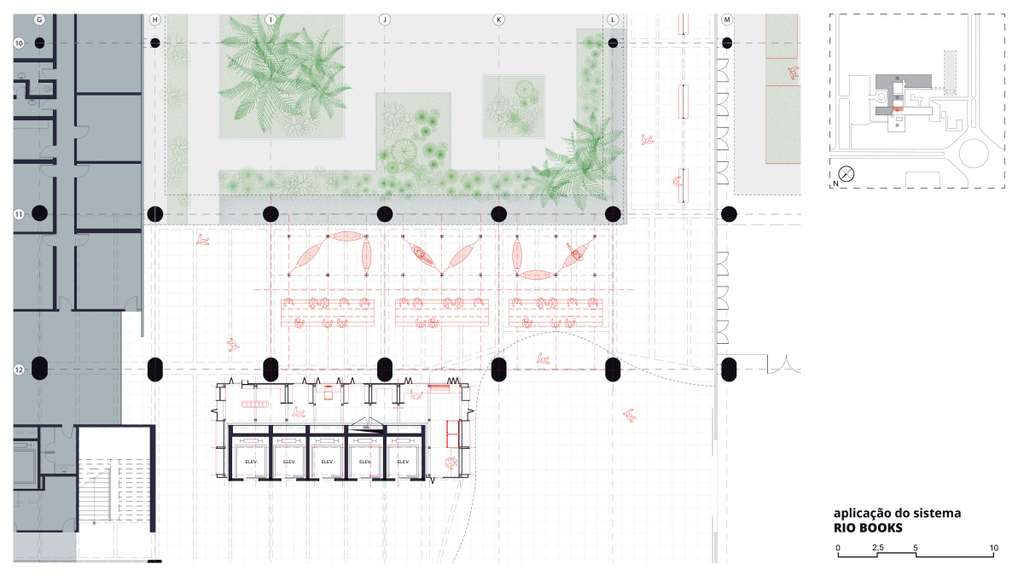 G H I J K L M
10
11
12
ELEV. ELEV. ELEV. ELEV. ELEV.
N
aplicação do sistema
RIO BOOKS
0 2,5 5 10